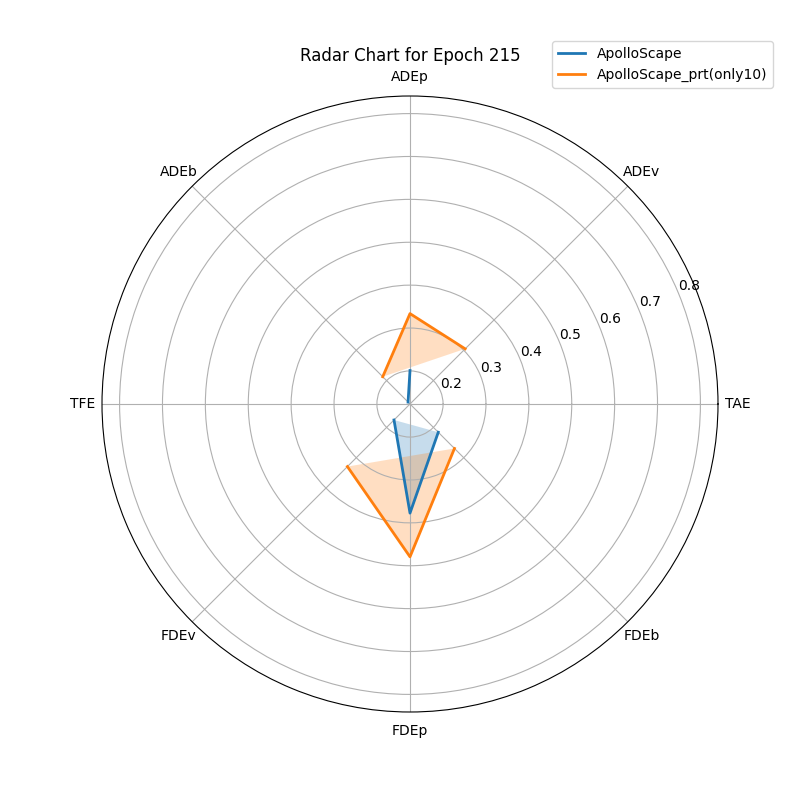 Radar Chart for Epoch 215
ApolloScape
ApolloScape_prt(only10)
ADEp
ADEb
ADEv
0.8
0.7
0.6
0.5
0.4
0.3
0.2
TFE
TAE
FDEv
FDEb
FDEp